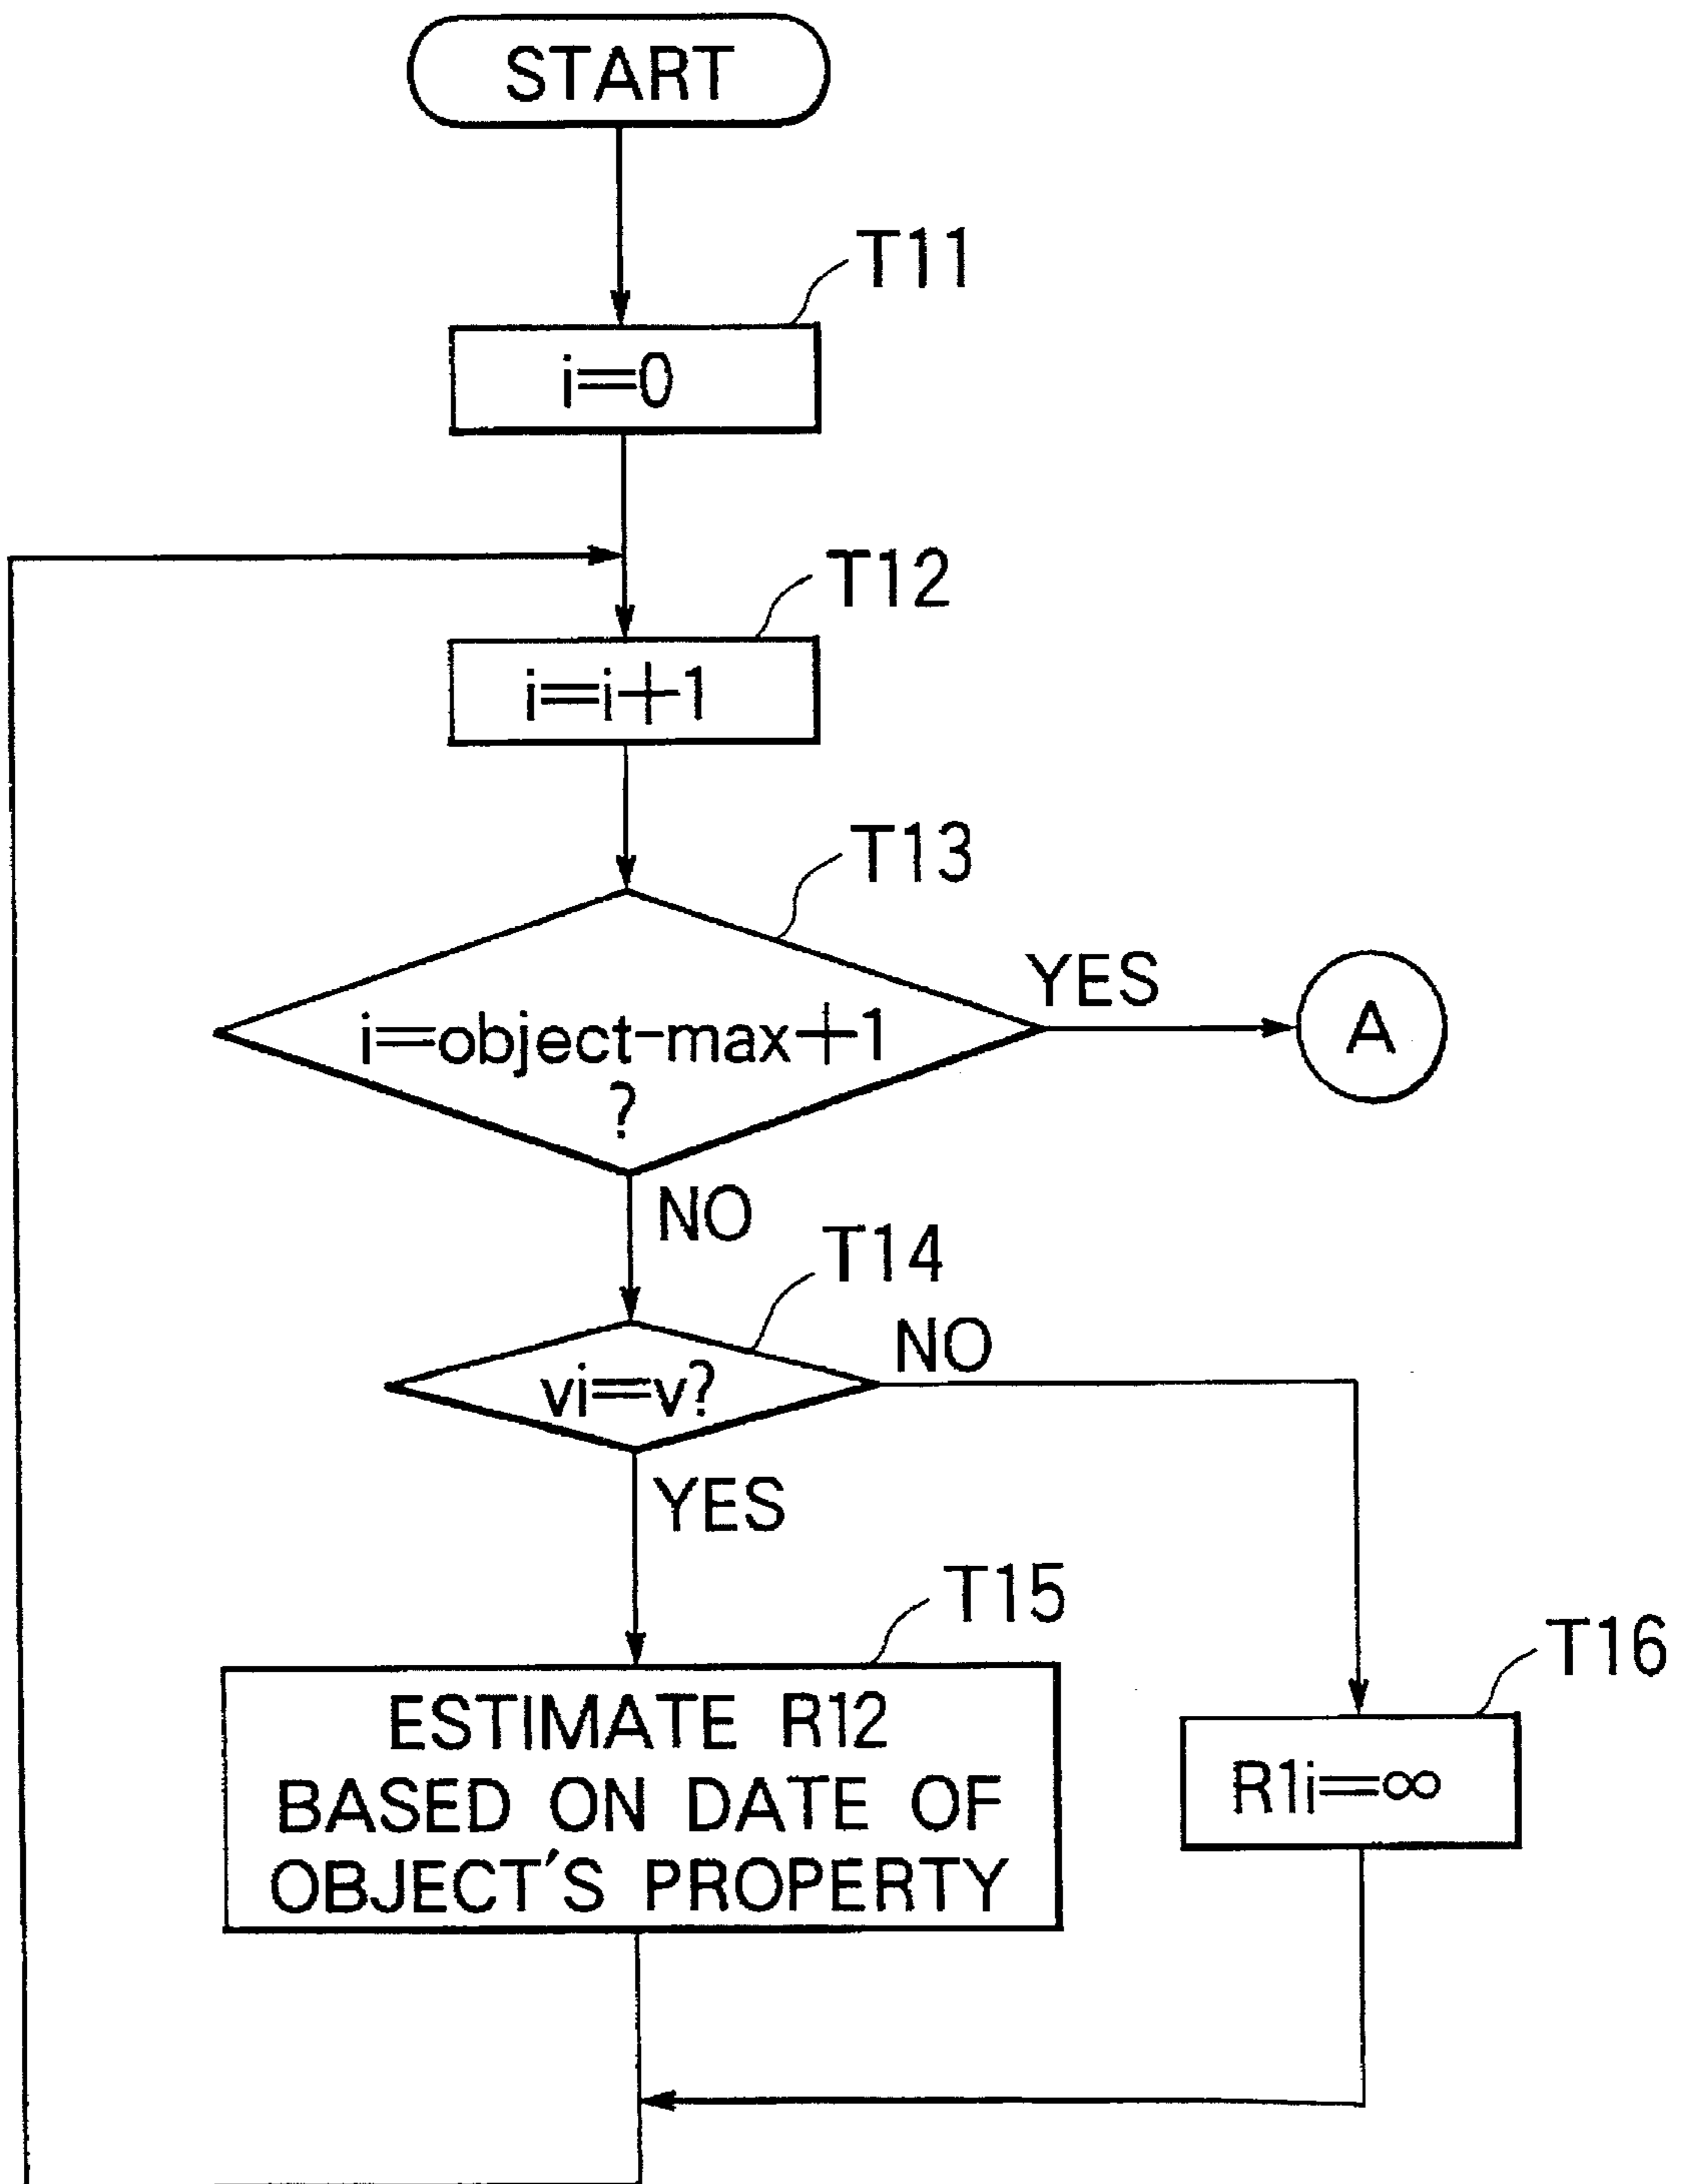 START
T11
i=0
T12
i=i+1
T13
i=object-max+1
?
YES
A
NO
T14
vi=v?
NO
YES
T15
ESTIMATE R12
BASED ON DATE OF
OBJECT'S PROPERTY
T16
R1i=∞